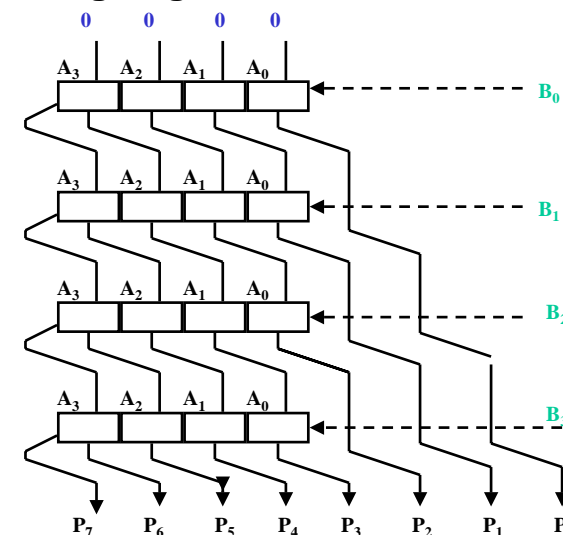 0 0 0 0
A₃ A₂ A₁ A₀
B₀
A₃ A₂ A₁ A₀
B₁
A₃ A₂ A₁ A₀
B₂
A₃ A₂ A₁ A₀
P₇ P₆ P₅ P₄ P₃ P₂ P₁